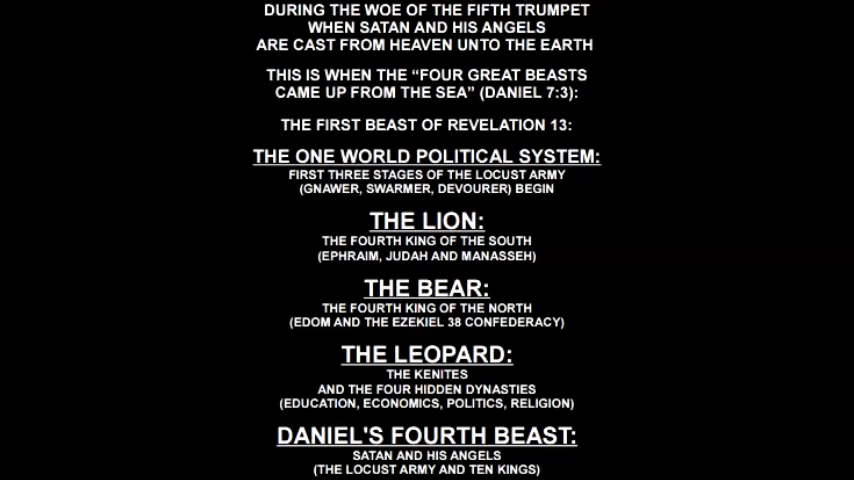 DURING THE WOE OF THE FIFTH TRUMPET
WHEN SATAN AND HIS ANGELS
ARE CAST FROM HEAVEN UNTO THE EARTH
THIS IS WHEN THE “FOUR GREAT BEASTS
CAME UP FROM THE SEA” (DANIEL 7:3):
THE FIRST BEAST OF REVELATION 13:
THE ONE WORLD POLITICAL SYSTEM:
FIRST THREE STAGES OF THE LOCUST ARMY
(GNAWER, SWARMER, DEVOURER) BEGIN
THE LION:
THE FOURTH KING OF THE SOUTH
(EPHRAIM, JUDAH AND MANASSEH)
THE BEAR:
THE FOURTH KING OF THE NORTH
(EDOM AND THE EZEKIEL 38 CONFEDERACY)
THE LEOPARD:
THE KENITES
AND THE FOUR HIDDEN DYNASTIES
(EDUCATION, ECONOMICS, POLITICS, RELIGION)
DANIEL'S FOURTH BEAST:
SATAN AND HIS ANGELS
(THE LOCUST ARMY AND TEN KINGS)